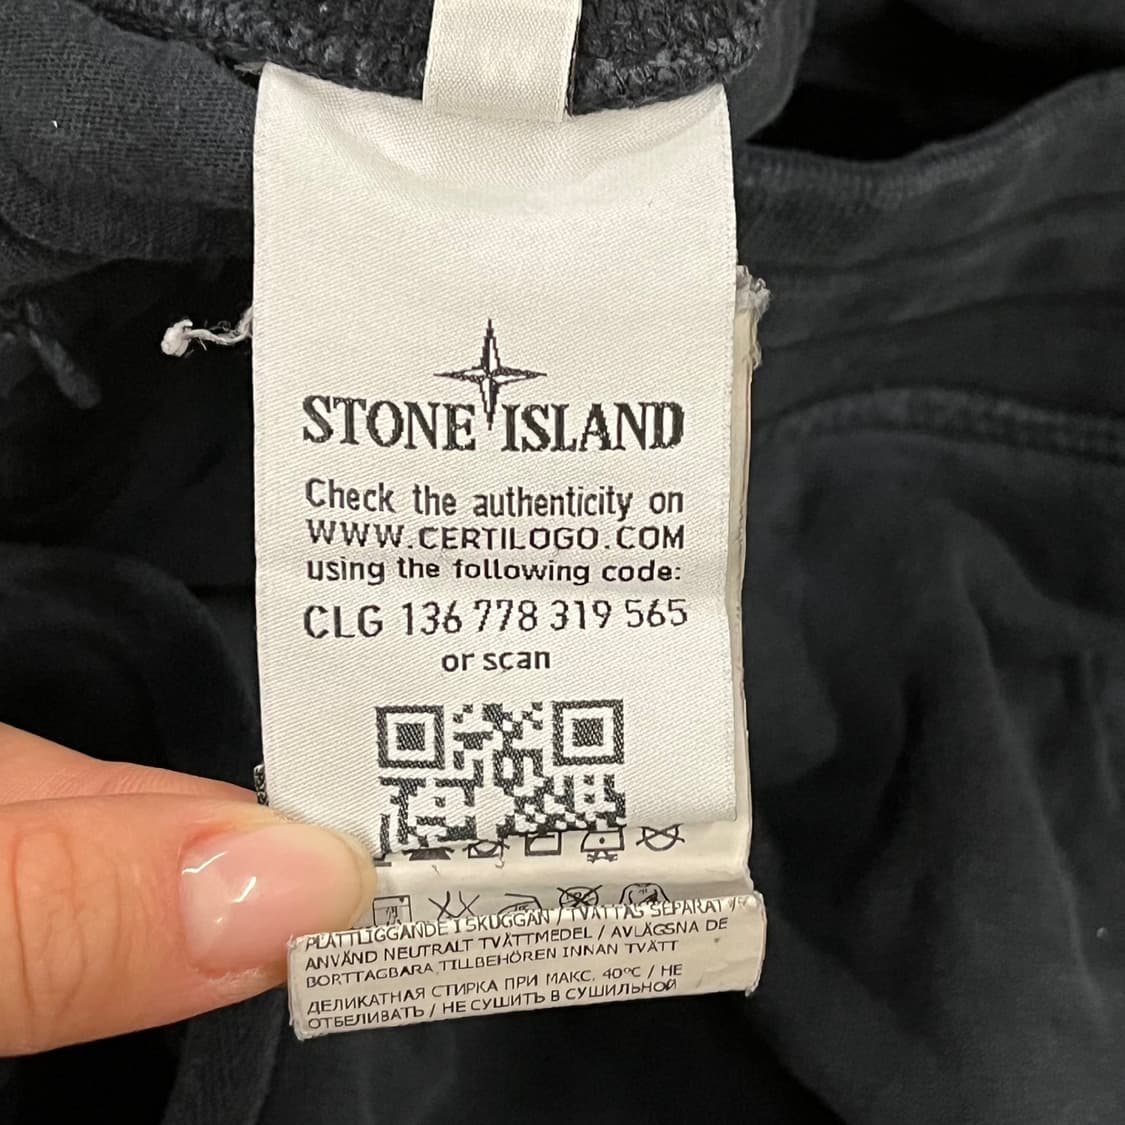 STONE ISLAND
Check the authenticity on
WWW.CERTILOGO.COM
using the following code:
CLG 136 778 319 565
or scan
PLATTLIGGANDE I SKUGGAN / TVÄTTAS SEPARAT
ANVÄND NEUTRALT TVÄTTMEDEL / AVLÄGSNA DE
BORTTAGBARA TILLBEHÖREN INNAN TVÄTT
ДЕЛИКАТНАЯ СТИРКА ПРИ МАКС. 40°C / НЕ
ОТБЕЛИВАТЬ / НЕ СУШИТЬ В СУШИЛЬНОЙ